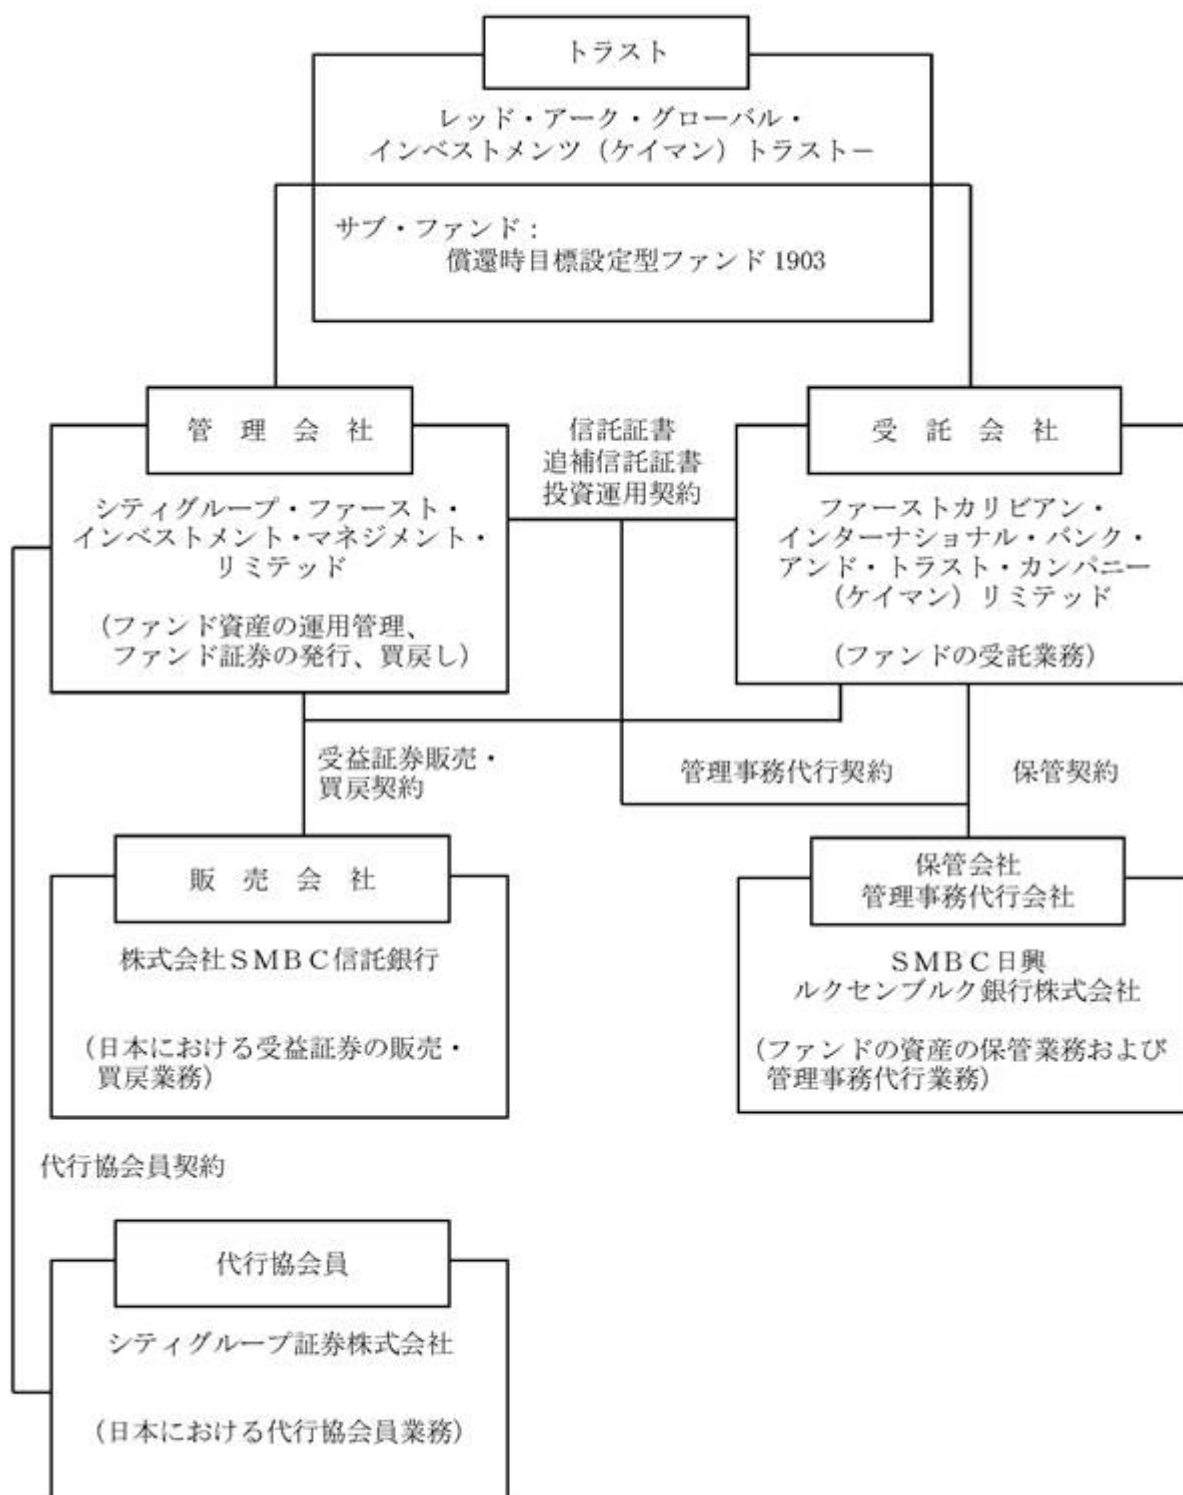 トラスト
レッド・アーク・グローバル・
インベストメンツ（ケイマン）トラスト－
サブ・ファンド：
償還時目標設定型ファンド 1903
管 理 会 社
シティグループ・ファースト・
インベストメント・マネジメント・
リミテッド
（ファンド資産の運用管理、
ファンド証券の発行、買戻し）
信託証書
追補信託証書
投資運用契約
受 託 会 社
ファーストカリビアン・
インターナショナル・バンク・
アンド・トラスト・カンパニー
（ケイマン）リミテッド
（ファンドの受託業務）
受益証券販売・
買戻契約
管理事務代行契約
保管契約
販 売 会 社
株式会社ＳＭＢＣ信託銀行
（日本における受益証券の販売・
買戻業務）
保管会社
管理事務代行会社
ＳＭＢＣ日興
ルクセンブルク銀行株式会社
（ファンドの資産の保管業務および
管理事務代行業務）
代行協会員契約
代行協会員
シティグループ証券株式会社
（日本における代行協会員業務）